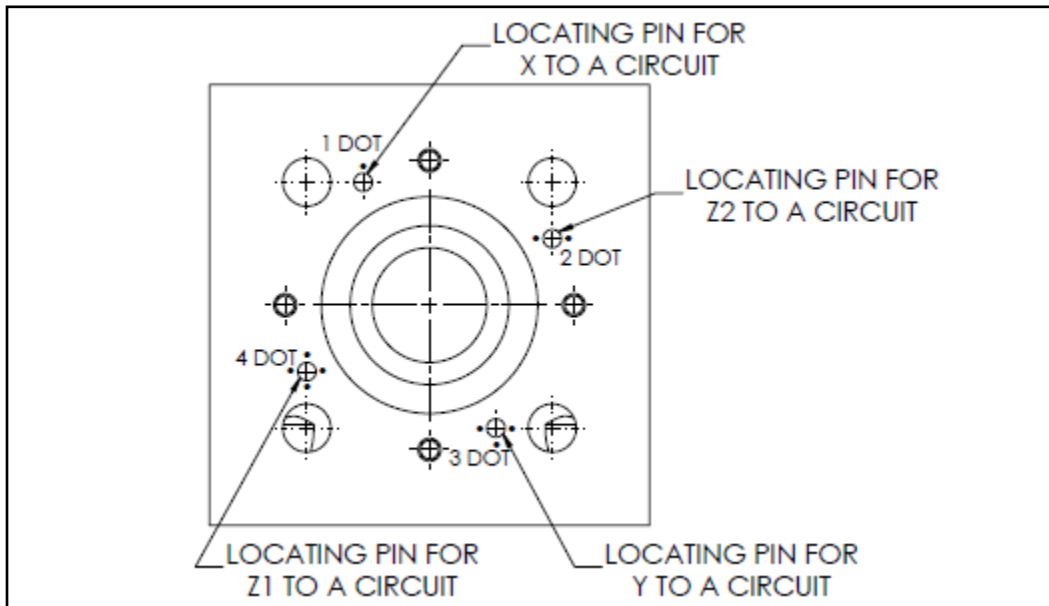 LOCATING PIN FOR
X TO A CIRCUIT
1 DOT
LOCATING PIN FOR
Z2 TO A CIRCUIT
2 DOT
4 DOT
3 DOT
LOCATING PIN FOR
Z1 TO A CIRCUIT
LOCATING PIN FOR
Y TO A CIRCUIT